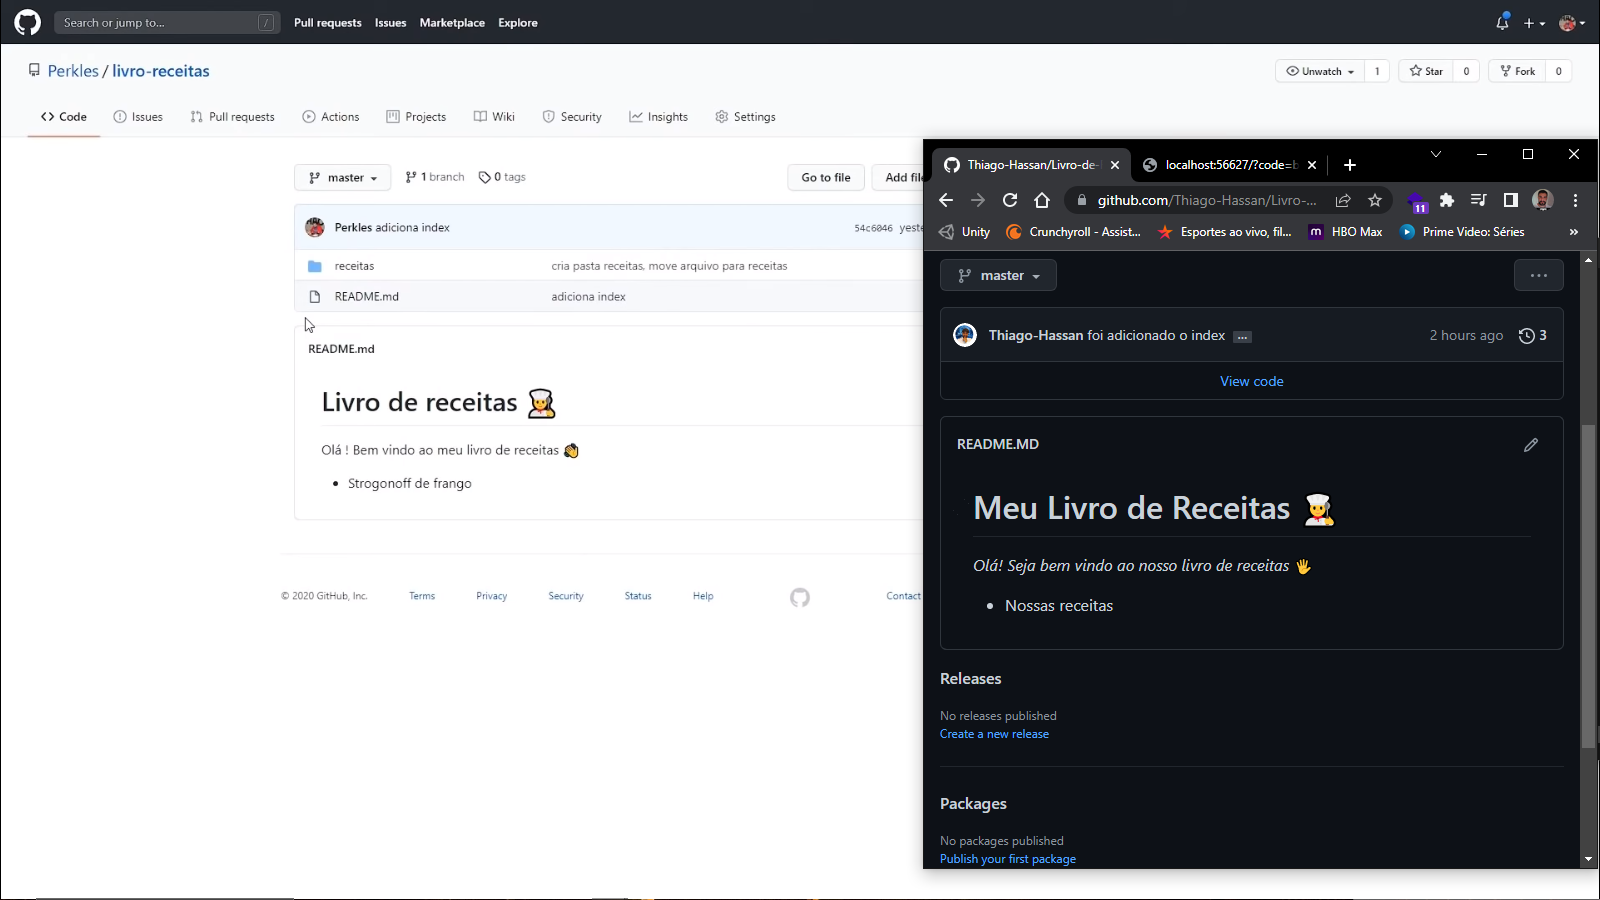 Search or jump to... /
Pull requests Issues Marketplace Explore
Perkles / livro-receitas
Unwatch 1 Star 0 Fork 0
Code Issues Pull requests Actions Projects Wiki Security Insights Settings
master 1 branch 0 tags
Go to file Add file
Perkles adiciona index 54c6046 yeste
receitas cria pasta receitas, move arquivo para receitas
README.md adiciona index
README.md
Livro de receitas 👩‍🍳
Olá ! Bem vindo ao meu livro de receitas 👏
• Strogonoff de frango
© 2020 GitHub, Inc. Terms Privacy Security Status Help Contact
Thiago-Hassan/Livro-de- localhost:56627/?code=b
github.com/Thiago-Hassan/Livro-... 11
Unity Crunchyroll - Assist... Esportes ao vivo, fil... m HBO Max Prime Video: Séries »
master ...
Thiago-Hassan foi adicionado o index ... 2 hours ago 3
View code
README.MD
Meu Livro de Receitas 👩‍🍳
Olá! Seja bem vindo ao nosso livro de receitas 🖐
• Nossas receitas
Releases
No releases published
Create a new release
Packages
No packages published
Publish your first package